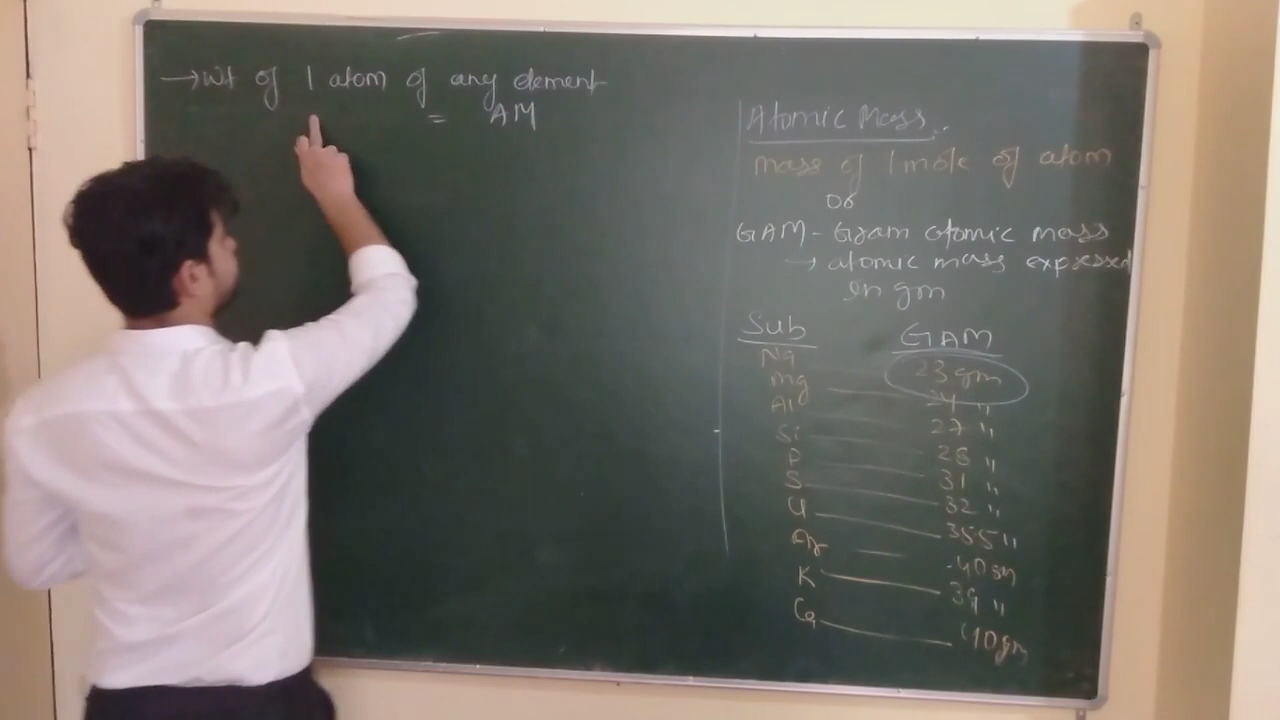 → Wt of 1 atom of any element
= AM
Atomic Mass
Mass of 1 mole of atom
Or
GAM - Gram atomic mass
→ atomic mass expressed
in gm
Sub GAM
Na 23 gm
Mg 24 "
Al 27 "
Si 28 "
P 31 "
S 32 "
Cl 35.5 "
Ar 40 gm
K 39 "
Ca 40 gm